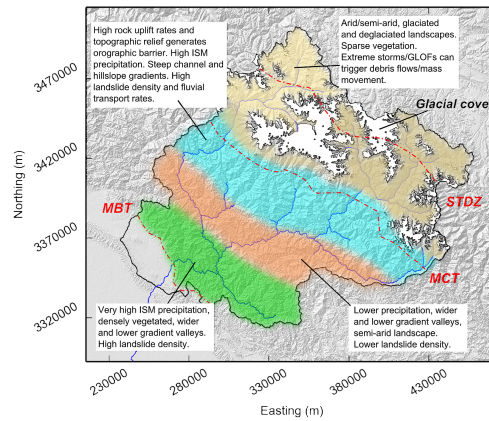 High rock uplift rates and
topographic relief generates
orographic barrier. High ISM
precipitation. Steep channel and
hillslope gradients. High
landslide density and fluvial
transport rates.
Arid/semi-arid, glaciated
and deglaciated landscapes.
Sparse vegetation.
Extreme storms/GLOFs can
trigger debris flows/mass
movement.
Glacial cove
STDZ
MBT
MCT
Very high ISM precipitation,
densely vegetated, wider
and lower gradient valleys.
High landslide density.
Lower precipitation, wider
and lower gradient valleys,
semi-arid landscape.
Lower landslide density.
Northing (m)
3470000
3420000
3370000
3320000
230000
280000
330000
380000
430000
Easting (m)